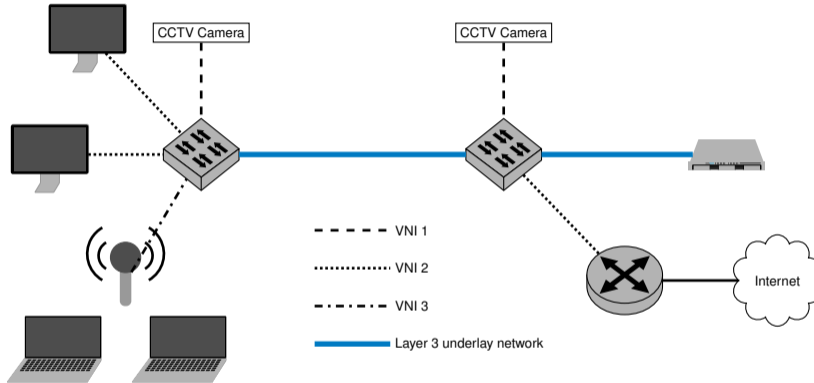 CCTV Camera
CCTV Camera
VNI 1
VNI 2
VNI 3
Layer 3 underlay network
Internet